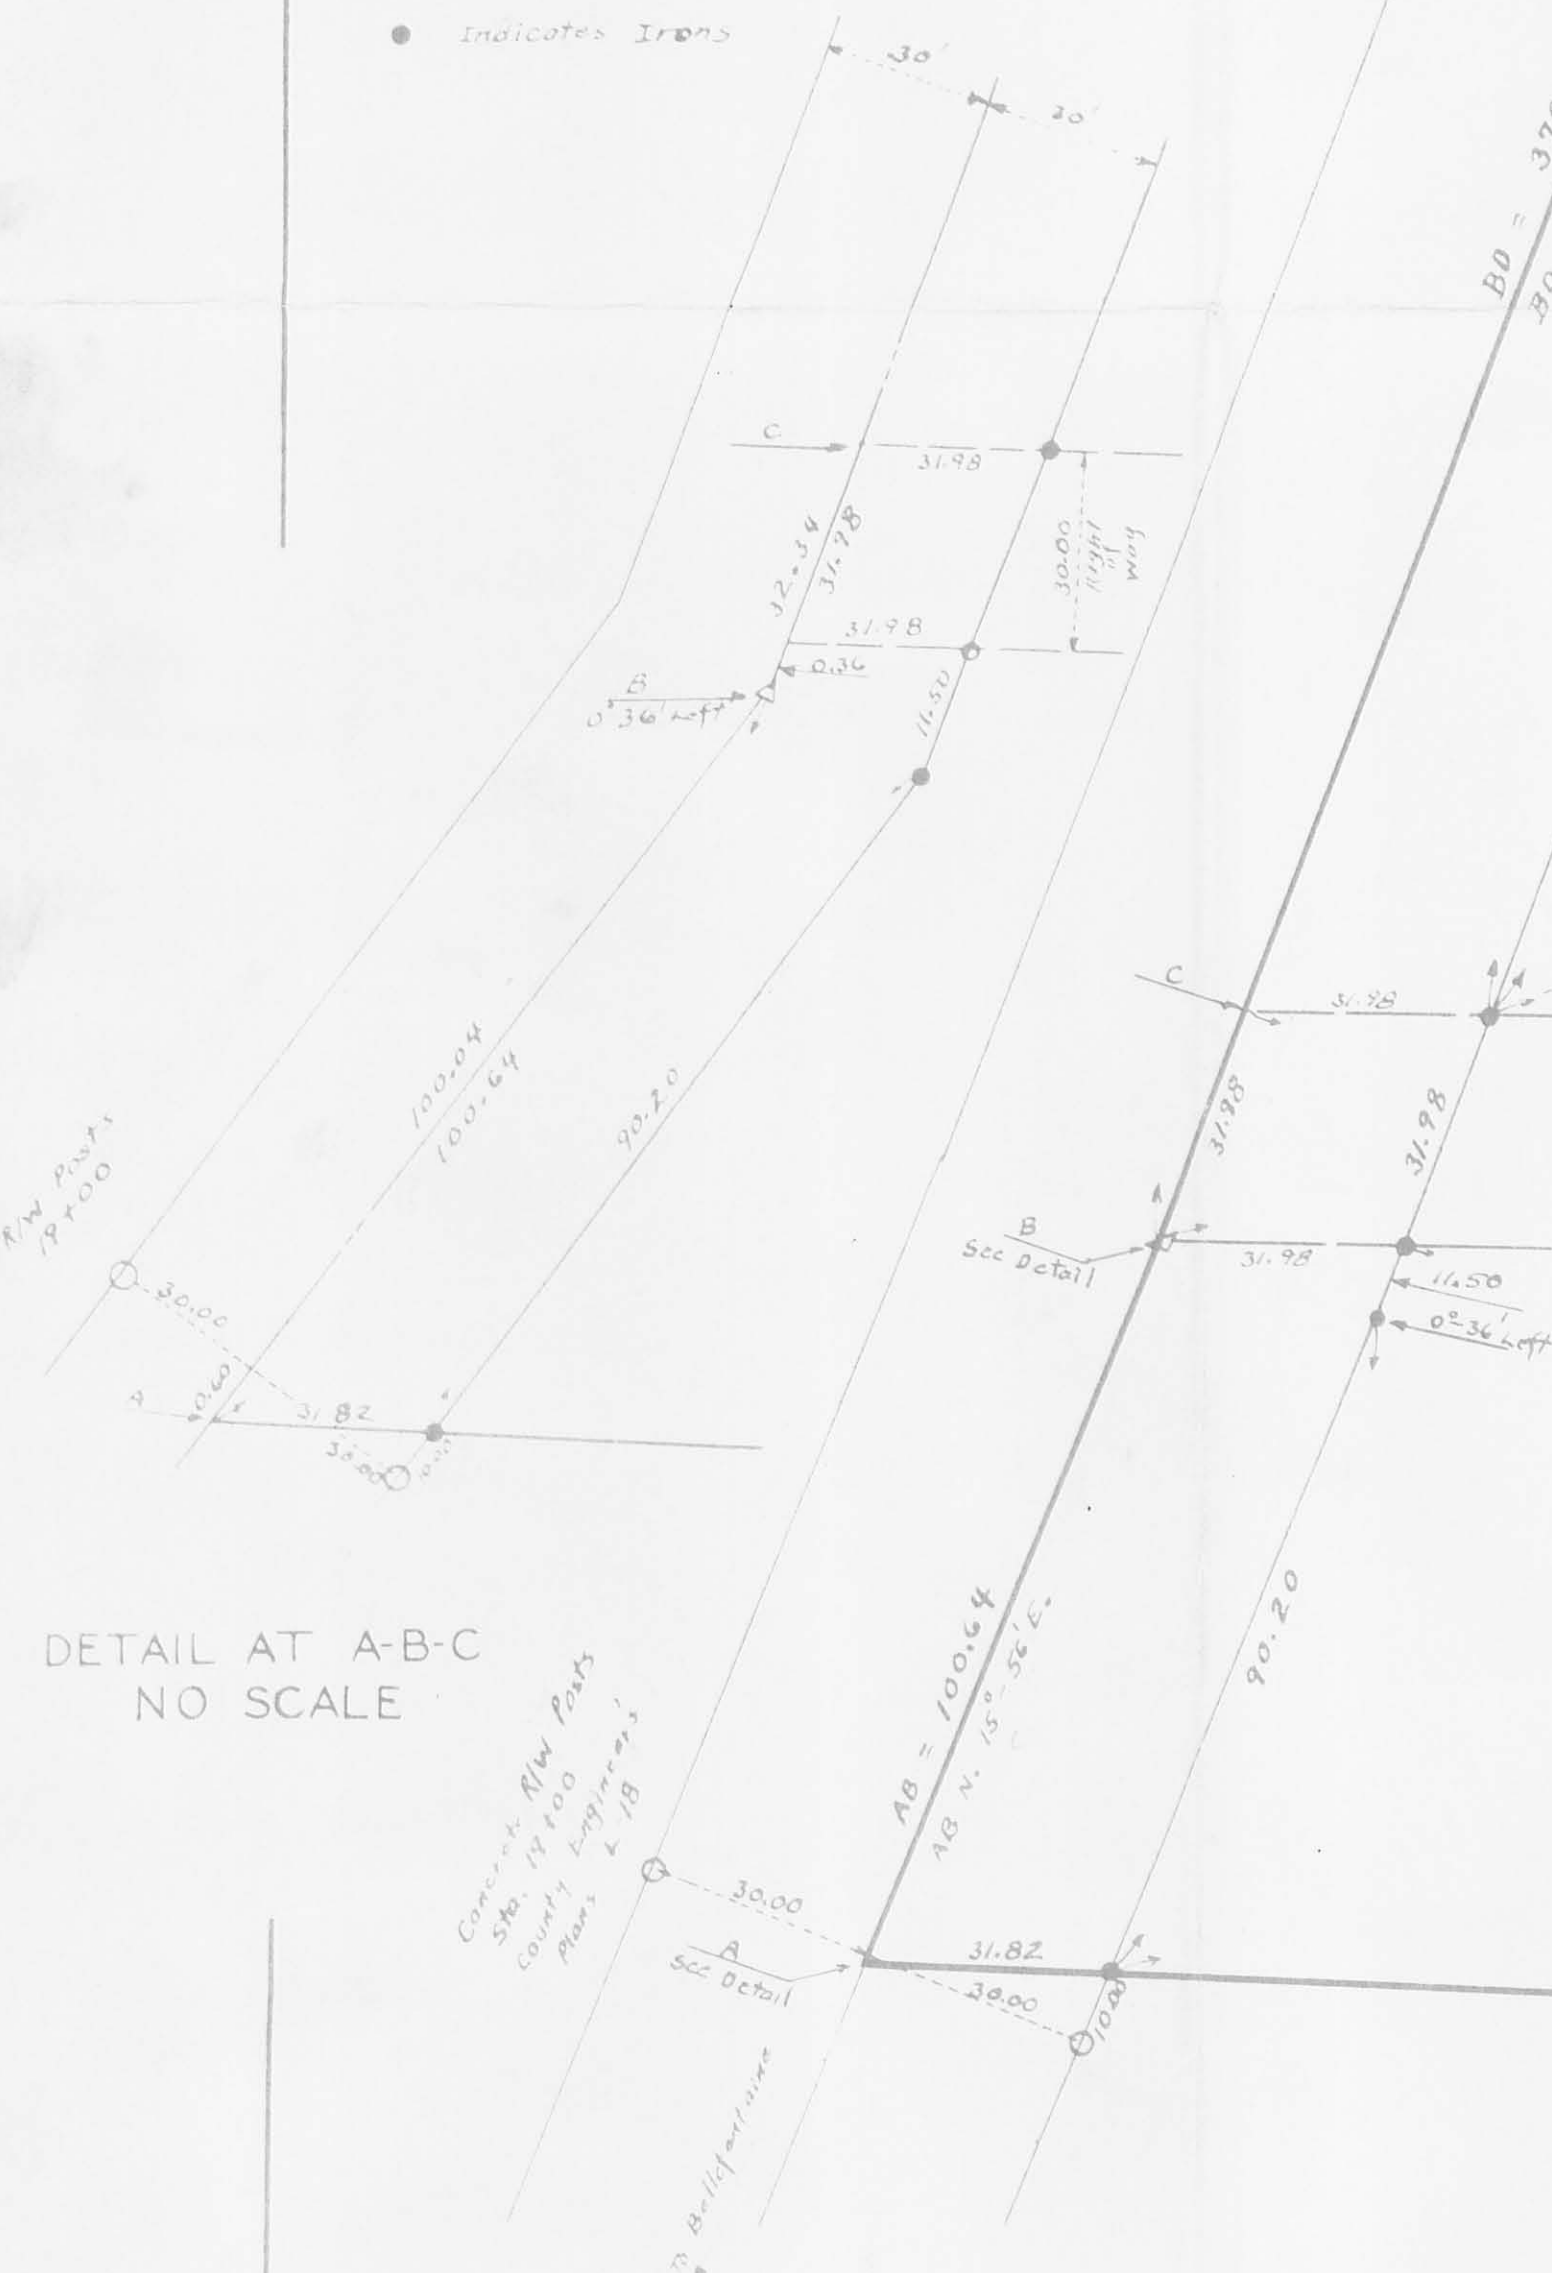 Indicates Irons
30'
30'
BD =
C
31.98
32.34
31.98
30.00
Right
of
Way
31.98
0.36
B
0°36' Left
11.50
100.04
100.64
90.20
R/W Posts
19+00
30.00
0.60
A
31.82
30.00
10.00
DETAIL AT A-B-C
NO SCALE
C
31.98
31.98
31.98
B
See Detail
31.98
11.50
0°-36' Left
AB = 100.64
AB N. 15°-56' E.
90.20
Concrete R/W Posts
Sta. 19+00
County Engineers'
Plans L-18
30.00
A
See Detail
31.82
30.00
10.00
Bellefontaine